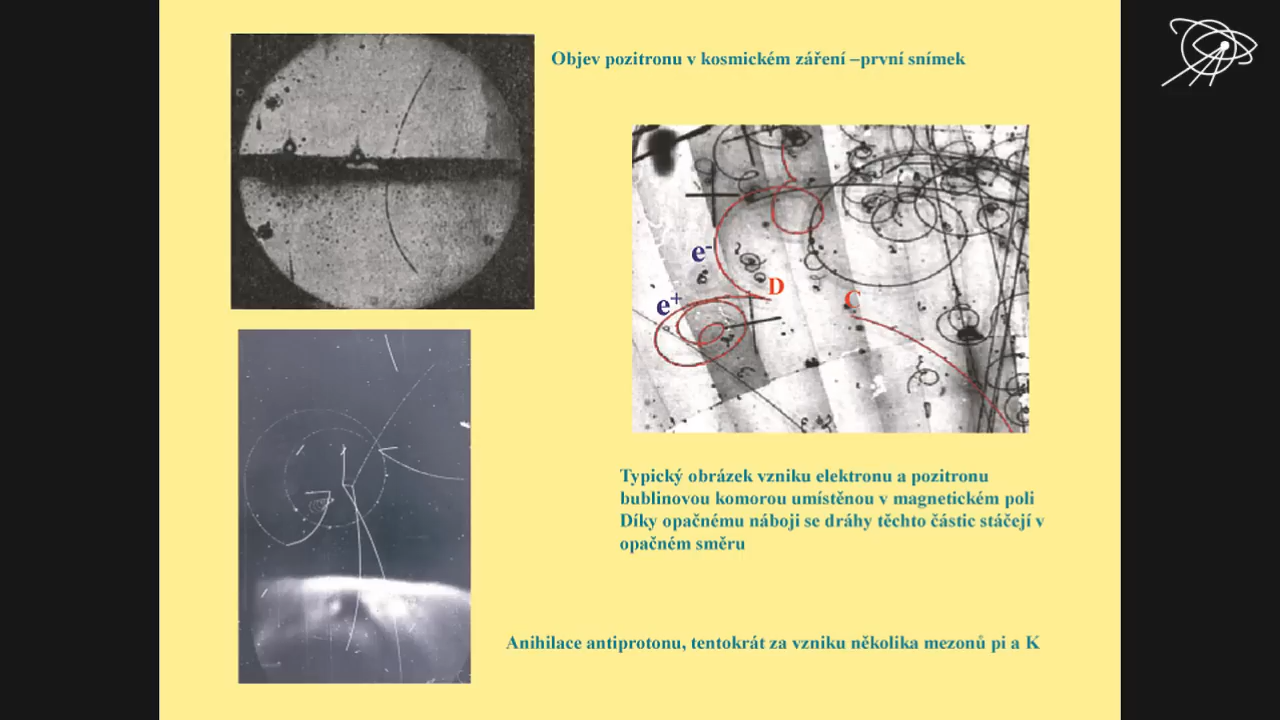 Objev pozitronu v kosmickém záření –první snímek
e-
D
e+
C
Typický obrázek vzniku elektronu a pozitronu
bublinovou komorou umístěnou v magnetickém poli
Díky opačnému náboji se dráhy těchto částic stáčejí v
opačném směru
Anihilace antiprotonu, tentokrát za vzniku několika mezonů pi a K